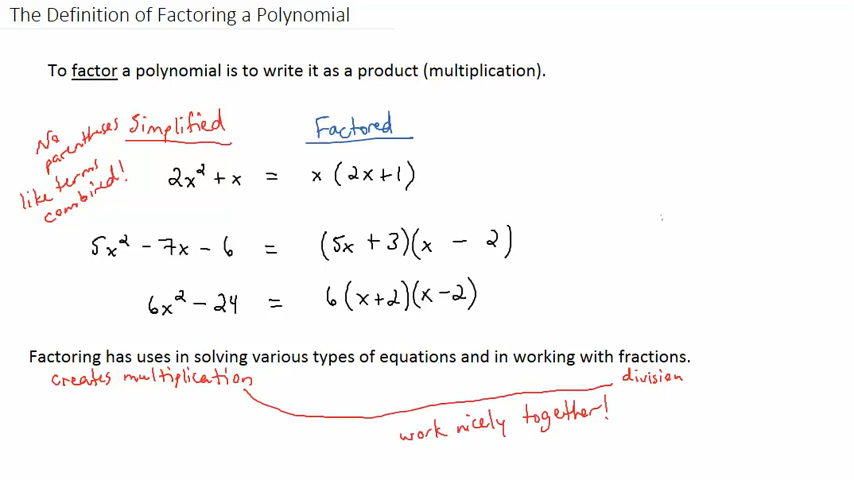 The Definition of Factoring a Polynomial
To factor a polynomial is to write it as a product (multiplication).
No parentheses
like terms combined!
Simplified
Factored
2x² + x = x (2x+1)
5x² - 7x - 6 = (5x + 3)(x - 2)
6x² - 24 = 6 (x+2)(x-2)
Factoring has uses in solving various types of equations and in working with fractions.
creates multiplication
division
work nicely together!